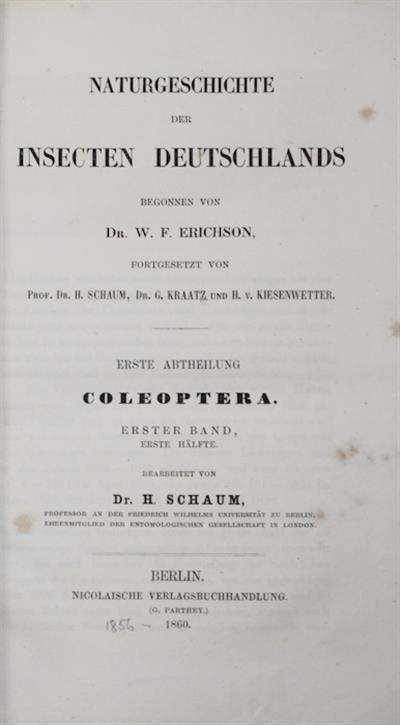 NATURGESCHICHTE
DER
INSECTEN DEUTSCHLANDS
BEGONNEN VON
DR. W. F. ERICHSON,
FORTGESETZT VON
PROF. DR. H. SCHAUM, DR. G. KRAATZ UND H. V. KIESENWETTER.
ERSTE ABTHEILUNG
COLEOPTERA.
ERSTER BAND,
ERSTE HÄLFTE.
BEARBEITET VON
Dr. H. SCHAUM,
PROFESSOR AN DER FRIEDRICH WILHELMS UNIVERSITÄT ZU BERLIN,
EHRENMITGLIED DER ENTOMOLOGISCHEN GESELLSCHAFT IN LONDON.
BERLIN.
NICOLAISCHE VERLAGSBUCHHANDLUNG.
(G. PARTHEY.)
1856 – 1860.